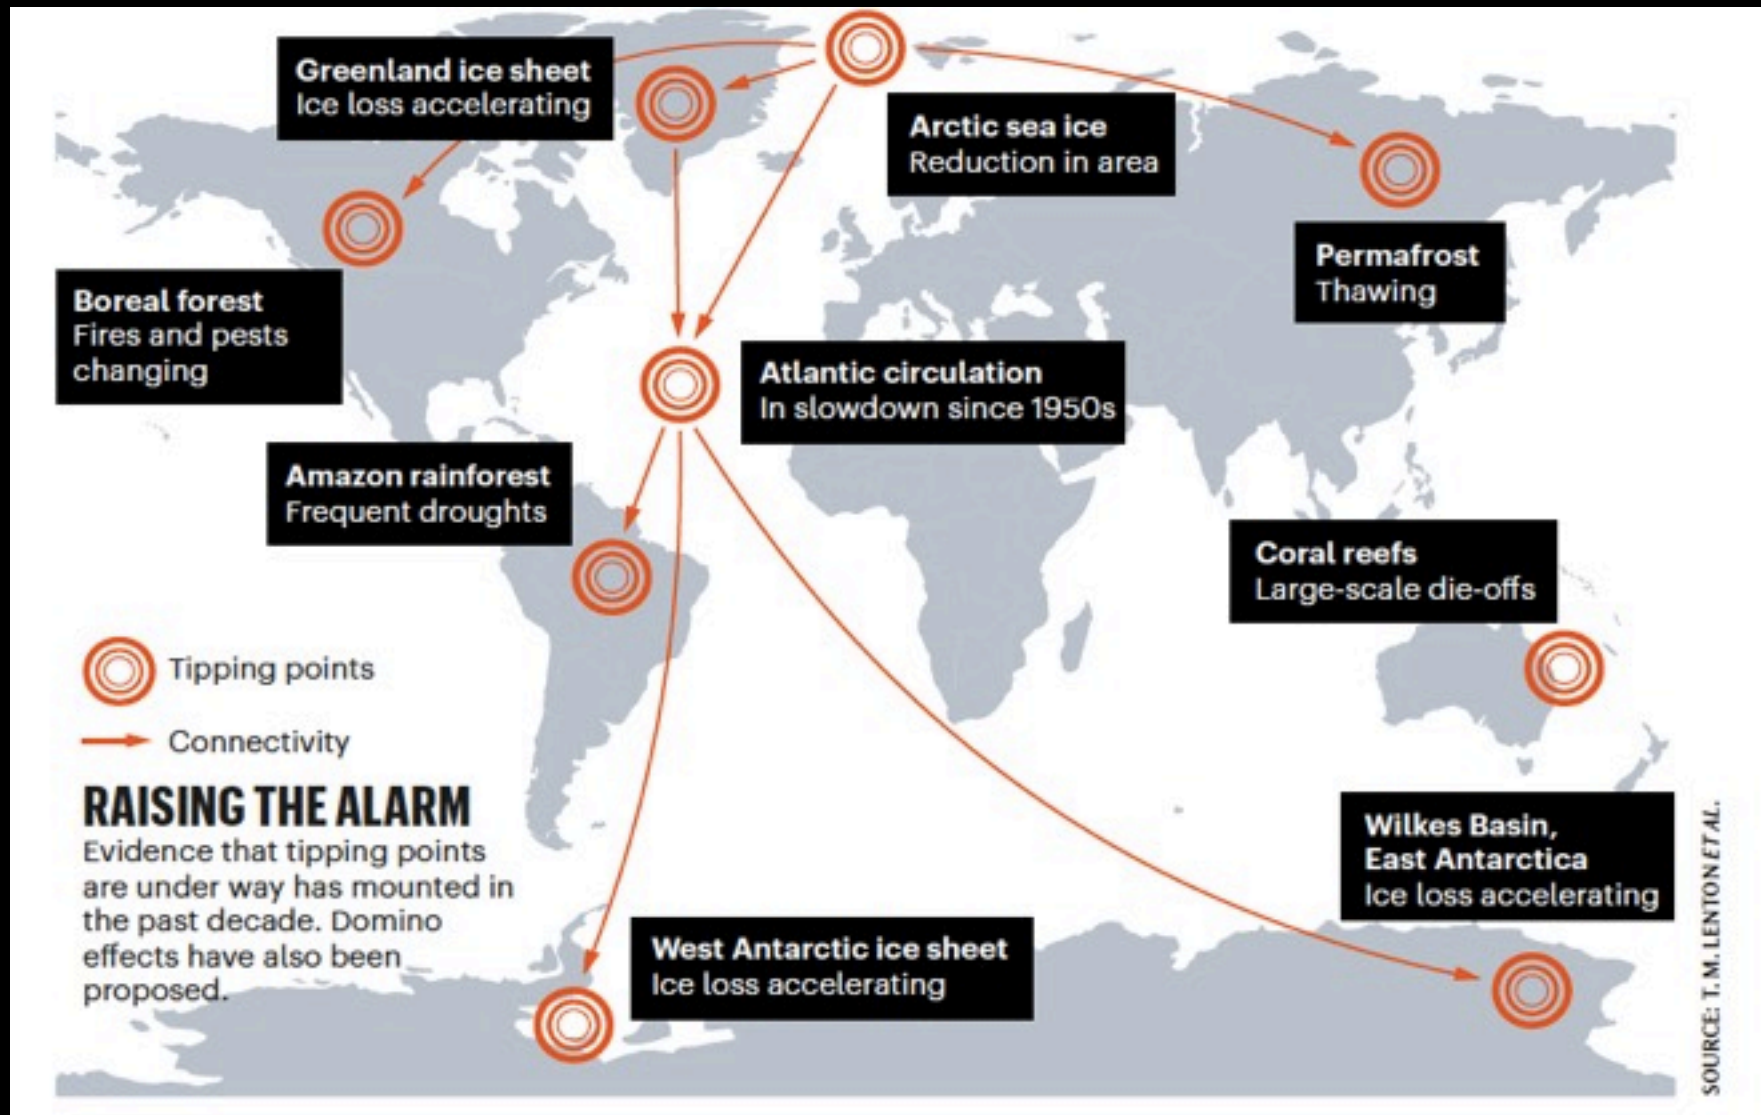 Greenland ice sheet
Ice loss accelerating
Arctic sea ice
Reduction in area
Permafrost
Thawing
Boreal forest
Fires and pests
changing
Atlantic circulation
In slowdown since 1950s
Amazon rainforest
Frequent droughts
Coral reefs
Large-scale die-offs
Tipping points
Connectivity
RAISING THE ALARM
Evidence that tipping points
are under way has mounted in
the past decade. Domino
effects have also been
proposed.
Wilkes Basin,
East Antarctica
Ice loss accelerating
West Antarctic ice sheet
Ice loss accelerating
SOURCE: T. M. LENTON ET AL.